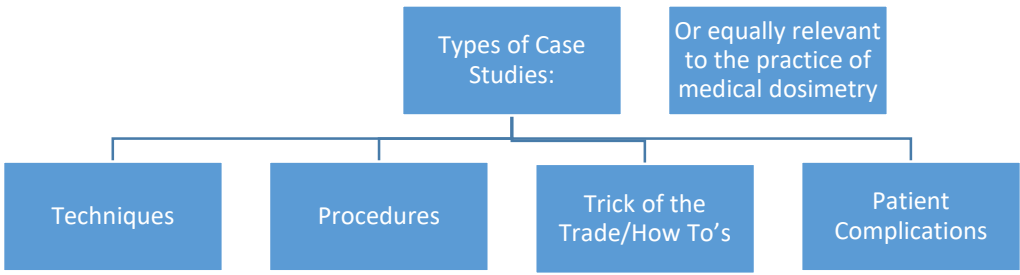 Types of Case
Studies:
Or equally relevant
to the practice of
medical dosimetry
Techniques
Procedures
Trick of the
Trade/How To’s
Patient
Complications